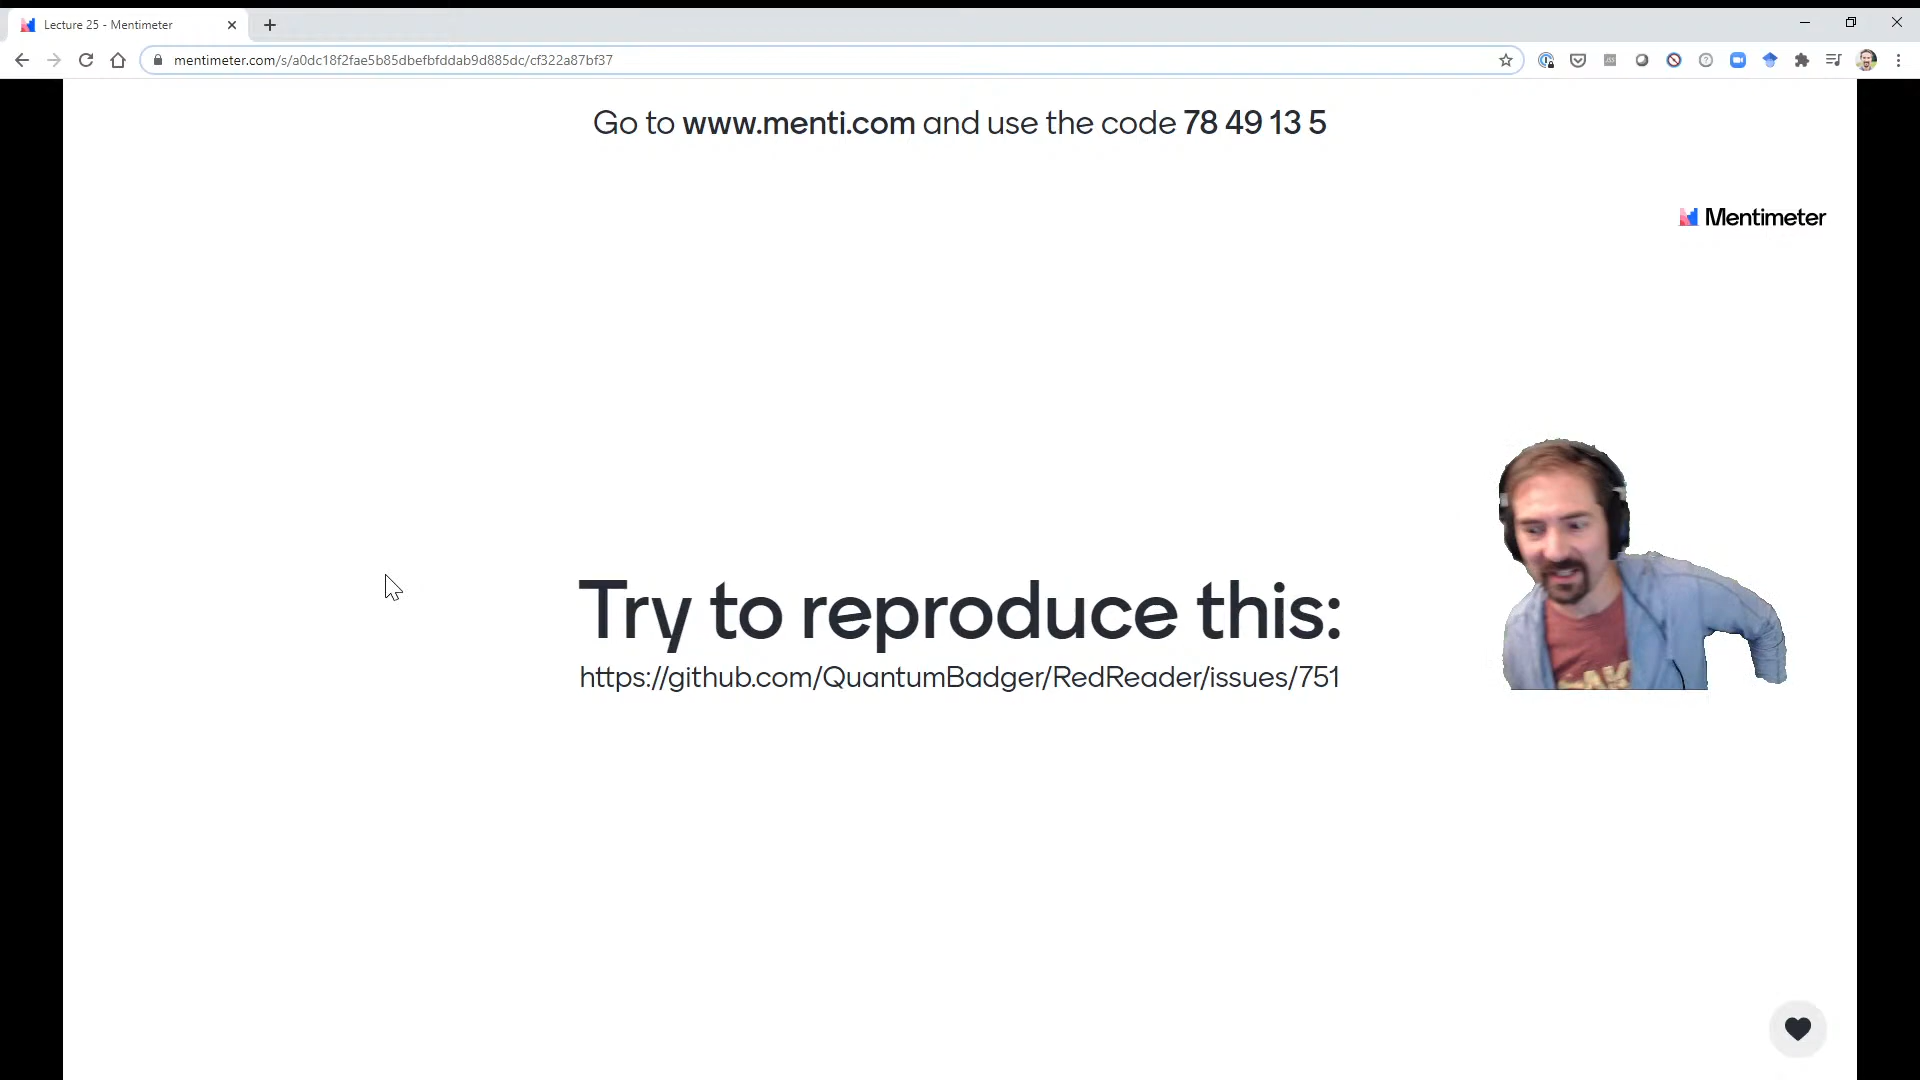 Lecture 25 - Mentimeter
mentimeter.com/s/a0dc18f2fae5b85dbefbfddab9d885dc/cf322a87bf37
Go to www.menti.com and use the code 78 49 13 5
Mentimeter
Try to reproduce this:
https://github.com/QuantumBadger/RedReader/issues/751